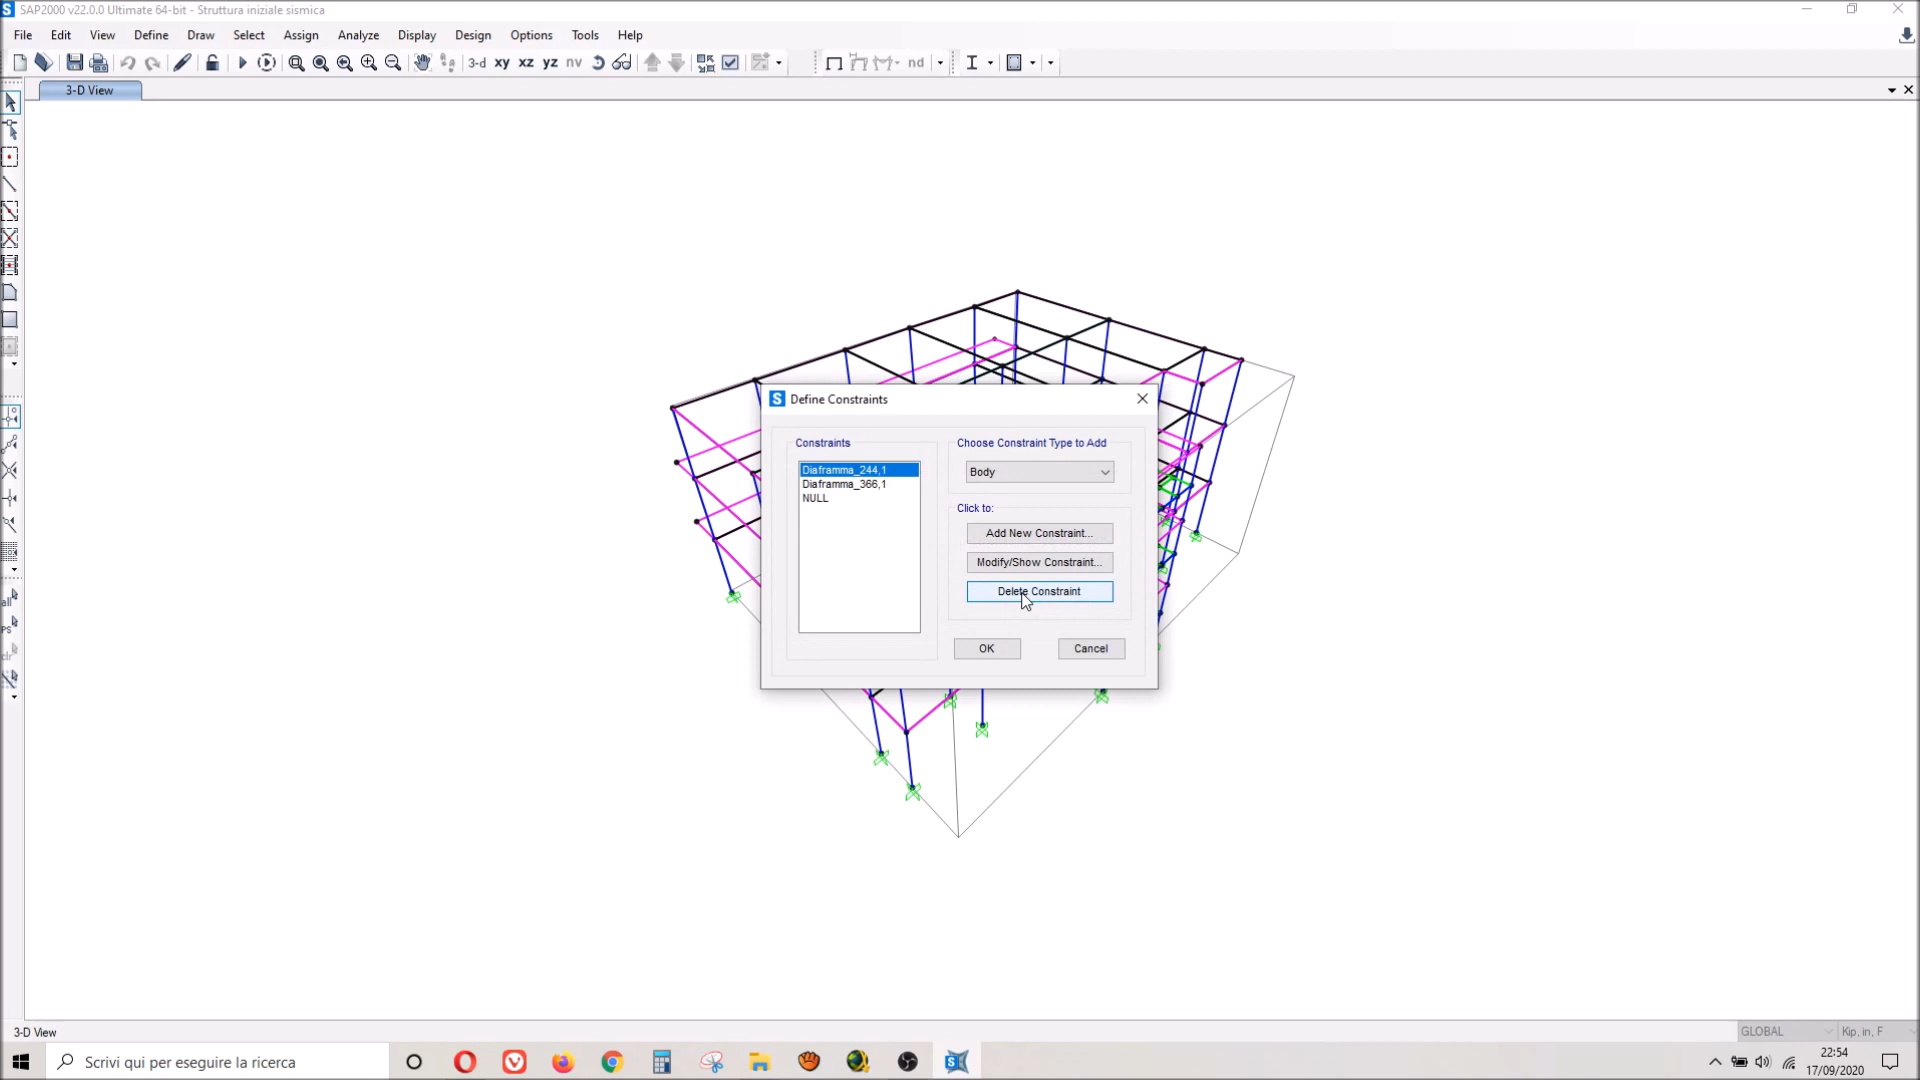 SAP2000 v22.0.0 Ultimate 64-bit - Struttura iniziale sismica
File Edit View Define Draw Select Assign Analyze Display Design Options Tools Help
3-d xy xz yz nv nd
3-D View
Define Constraints
Constraints
Diaframma_244,1
Diaframma_366,1
NULL
Choose Constraint Type to Add
Body
Click to:
Add New Constraint...
Modify/Show Constraint...
Delete Constraint
OK Cancel
all
PS
clr
3-D View
GLOBAL Kip, in, F
Scrivi qui per eseguire la ricerca
22:54
17/09/2020